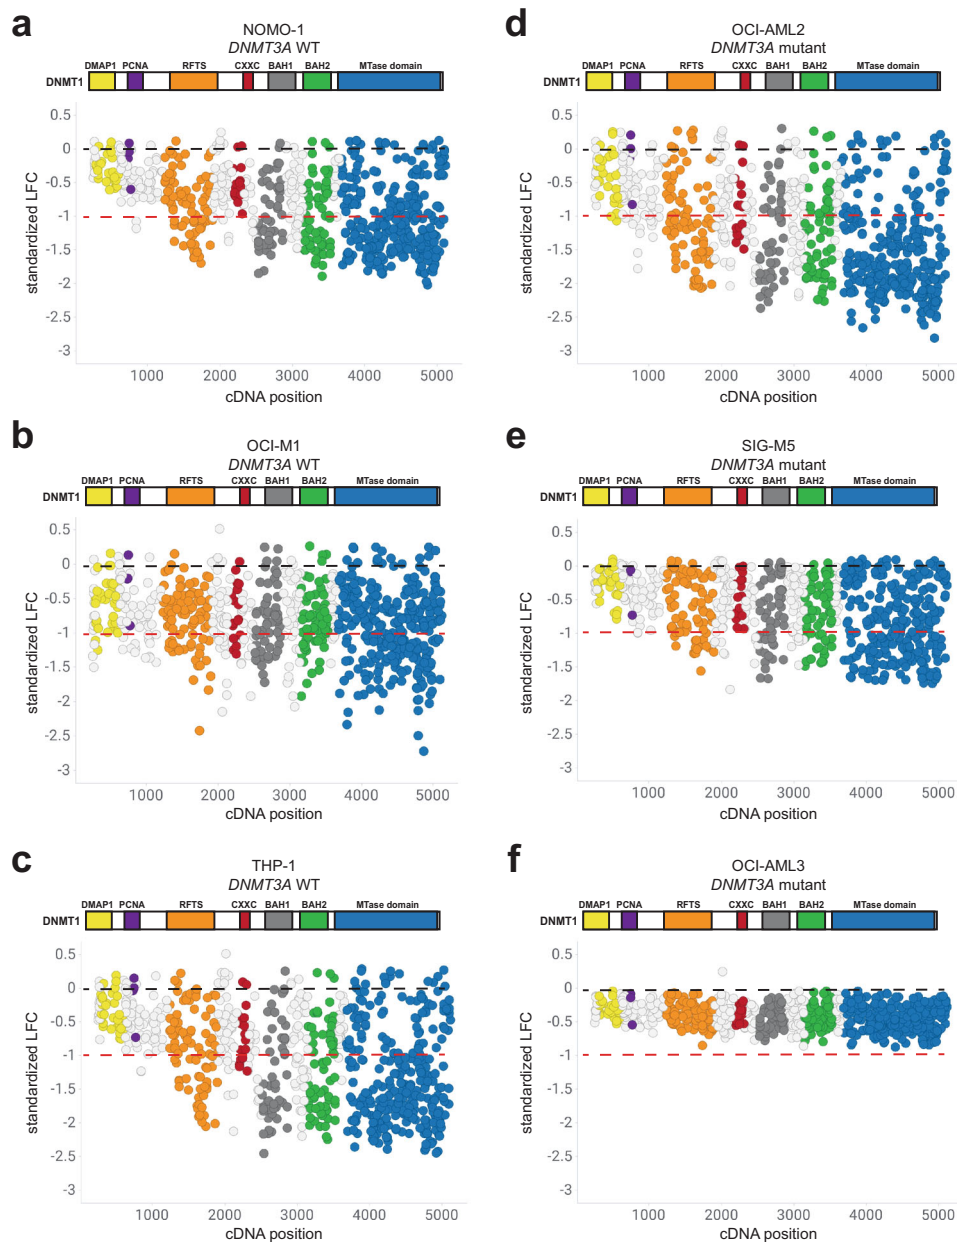 a
NOMO-1
DNMT3A WT
DMAP1 PCNA RFTS CXXC BAH1 BAH2 MTase domain
DNMT1
standardized LFC
0.5
0
-0.5
-1
-1.5
-2
-2.5
-3
1000 2000 3000 4000 5000
cDNA position
b
OCI-M1
DNMT3A WT
DMAP1 PCNA RFTS CXXC BAH1 BAH2 MTase domain
DNMT1
standardized LFC
0.5
0
-0.5
-1
-1.5
-2
-2.5
-3
1000 2000 3000 4000 5000
cDNA position
c
THP-1
DNMT3A WT
DMAP1 PCNA RFTS CXXC BAH1 BAH2 MTase domain
DNMT1
standardized LFC
0.5
0
-0.5
-1
-1.5
-2
-2.5
-3
1000 2000 3000 4000 5000
cDNA position
d
OCI-AML2
DNMT3A mutant
DMAP1 PCNA RFTS CXXC BAH1 BAH2 MTase domain
DNMT1
standardized LFC
0.5
0
-0.5
-1
-1.5
-2
-2.5
-3
1000 2000 3000 4000 5000
cDNA position
e
SIG-M5
DNMT3A mutant
DMAP1 PCNA RFTS CXXC BAH1 BAH2 MTase domain
DNMT1
standardized LFC
0.5
0
-0.5
-1
-1.5
-2
-2.5
-3
1000 2000 3000 4000 5000
cDNA position
f
OCI-AML3
DNMT3A mutant
DMAP1 PCNA RFTS CXXC BAH1 BAH2 MTase domain
DNMT1
standardized LFC
0.5
0
-0.5
-1
-1.5
-2
-2.5
-3
1000 2000 3000 4000 5000
cDNA position